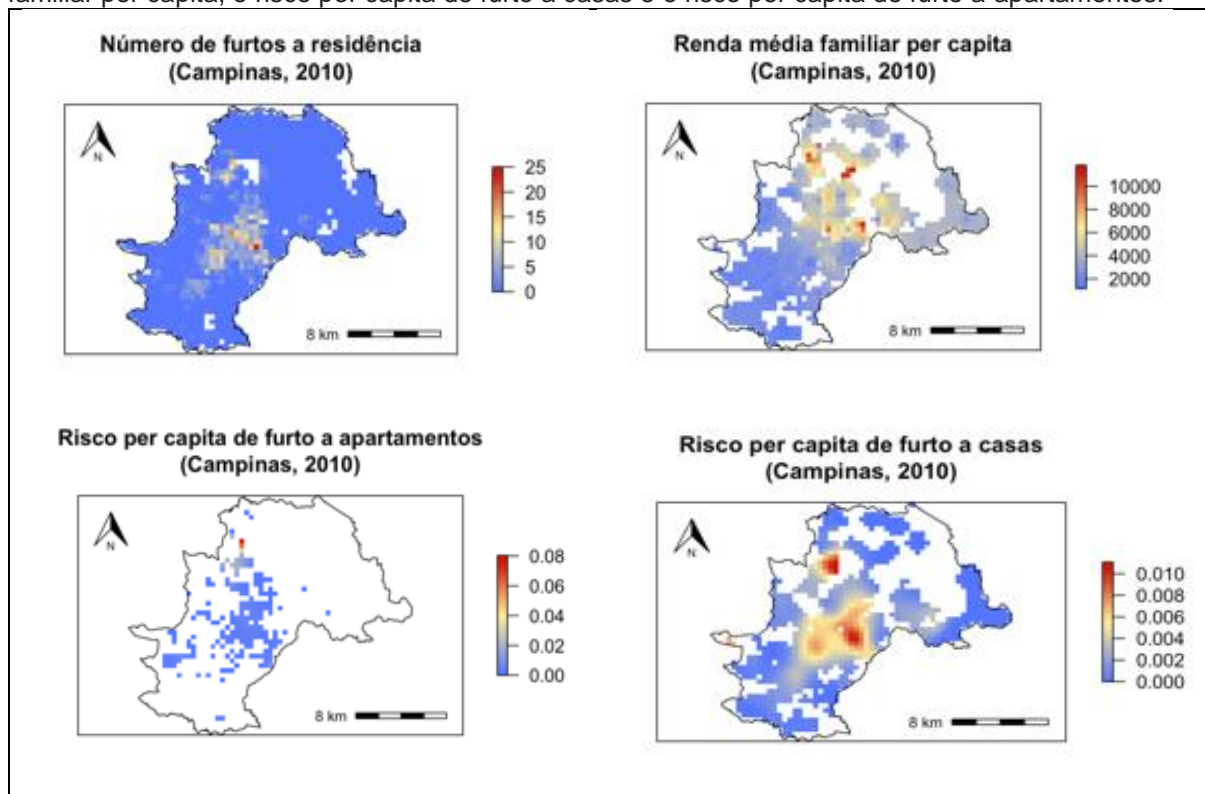 familiar per capita, o risco per capita de furto a casas e o risco per capita de furto a apartamentos.
Número de furtos a residência
(Campinas, 2010)
N
25
20
15
10
5
0
8 km
Renda média familiar per capita
(Campinas, 2010)
N
10000
8000
6000
4000
2000
8 km
Risco per capita de furto a apartamentos
(Campinas, 2010)
N
0.08
0.06
0.04
0.02
0.00
8 km
Risco per capita de furto a casas
(Campinas, 2010)
N
0.010
0.008
0.006
0.004
0.002
0.000
8 km